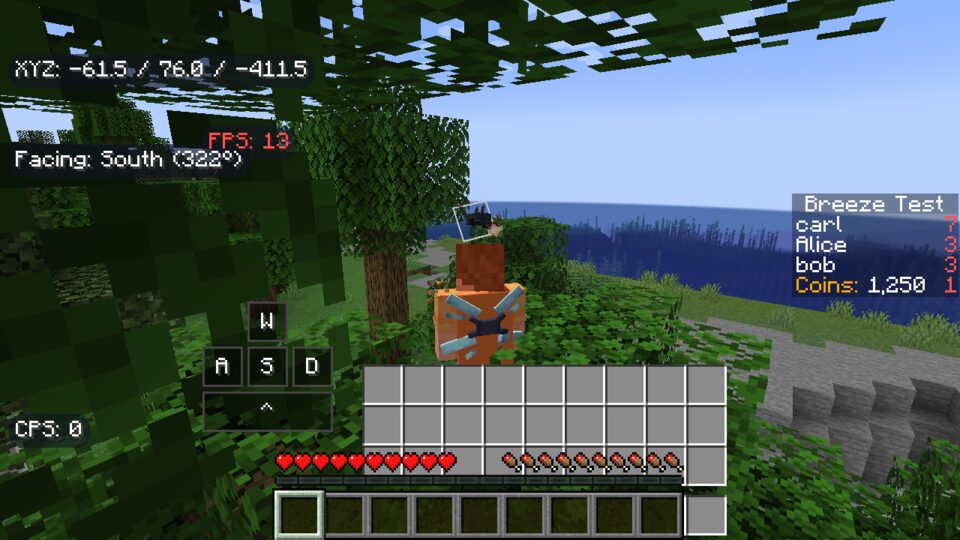 XYZ: -61.5 / 76.0 / -411.5
FPS: 13
Facing: South (322°)
Breeze Test
carl 7
Alice 3
bob 3
Coins: 1,250 1
W
A S D
^
CPS: 0